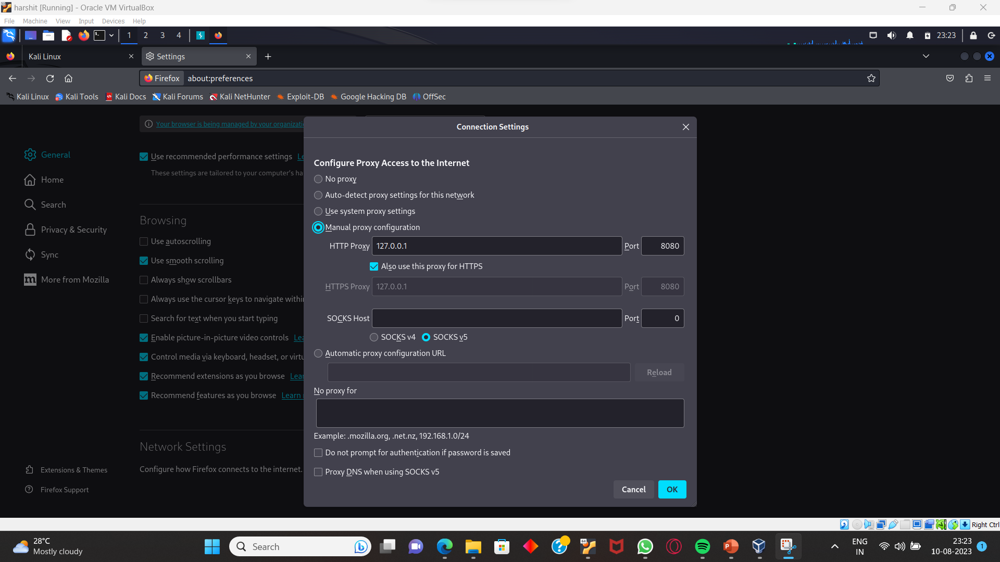 harshit [Running] - Oracle VM VirtualBox
File Machine View Input Devices Help
1 2 3 4 23:23
Kali Linux Settings
Firefox about:preferences
Kali Linux Kali Tools Kali Docs Kali Forums Kali NetHunter Exploit-DB Google Hacking DB OffSec
Your browser is being managed by your
General
Home
Search
Privacy & Security
Sync
m More from Mozilla
Extensions & Themes
Firefox Support
Use recommended performance settings
These settings are tailored to your computer's
Browsing
Use autoscrolling
Use smooth scrolling
Always show scrollbars
Always use the cursor keys to navigate
Search for text when you start typing
Enable picture-in-picture video controls
Control media via keyboard, headset, or
Recommend extensions as you browse
Recommend features as you browse Learn
Network Settings
Configure how Firefox connects to the internet.
Connection Settings
Configure Proxy Access to the Internet
No proxy
Auto-detect proxy settings for this network
Use system proxy settings
Manual proxy configuration
HTTP Proxy 127.0.0.1 Port 8080
Also use this proxy for HTTPS
HTTPS Proxy 127.0.0.1 Port 8080
SOCKS Host Port 0
SOCKS v4 SOCKS v5
Automatic proxy configuration URL
Reload
No proxy for
Example: .mozilla.org, .net.nz, 192.168.1.0/24
Do not prompt for authentication if password is saved
Proxy DNS when using SOCKS v5
Cancel OK
Right Ctrl
28°C
Mostly cloudy
Search
64
ENG
IN
23:23
10-08-2023
1